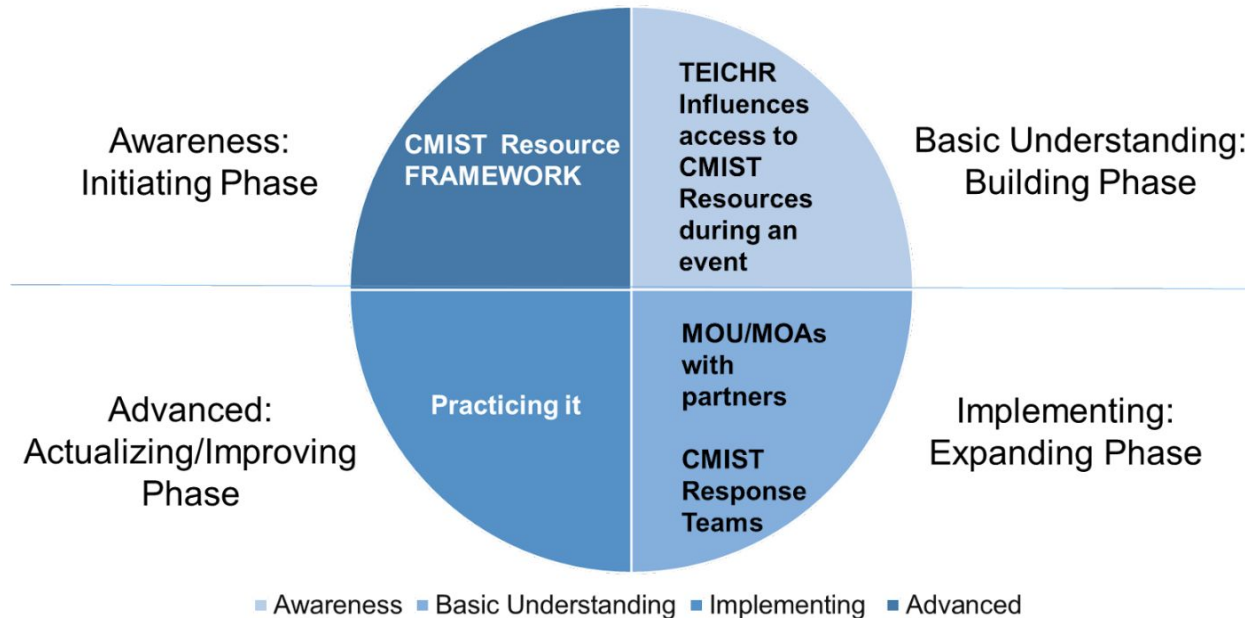 Awareness:
Initiating Phase
CMIST Resource
FRAMEWORK
TEICHR
Influences
access to
CMIST
Resources
during an
event
Basic Understanding:
Building Phase
Advanced:
Actualizing/Improving
Phase
Practicing it
MOU/MOAs
with
partners
CMIST
Response
Teams
Implementing:
Expanding Phase
Awareness Basic Understanding Implementing Advanced